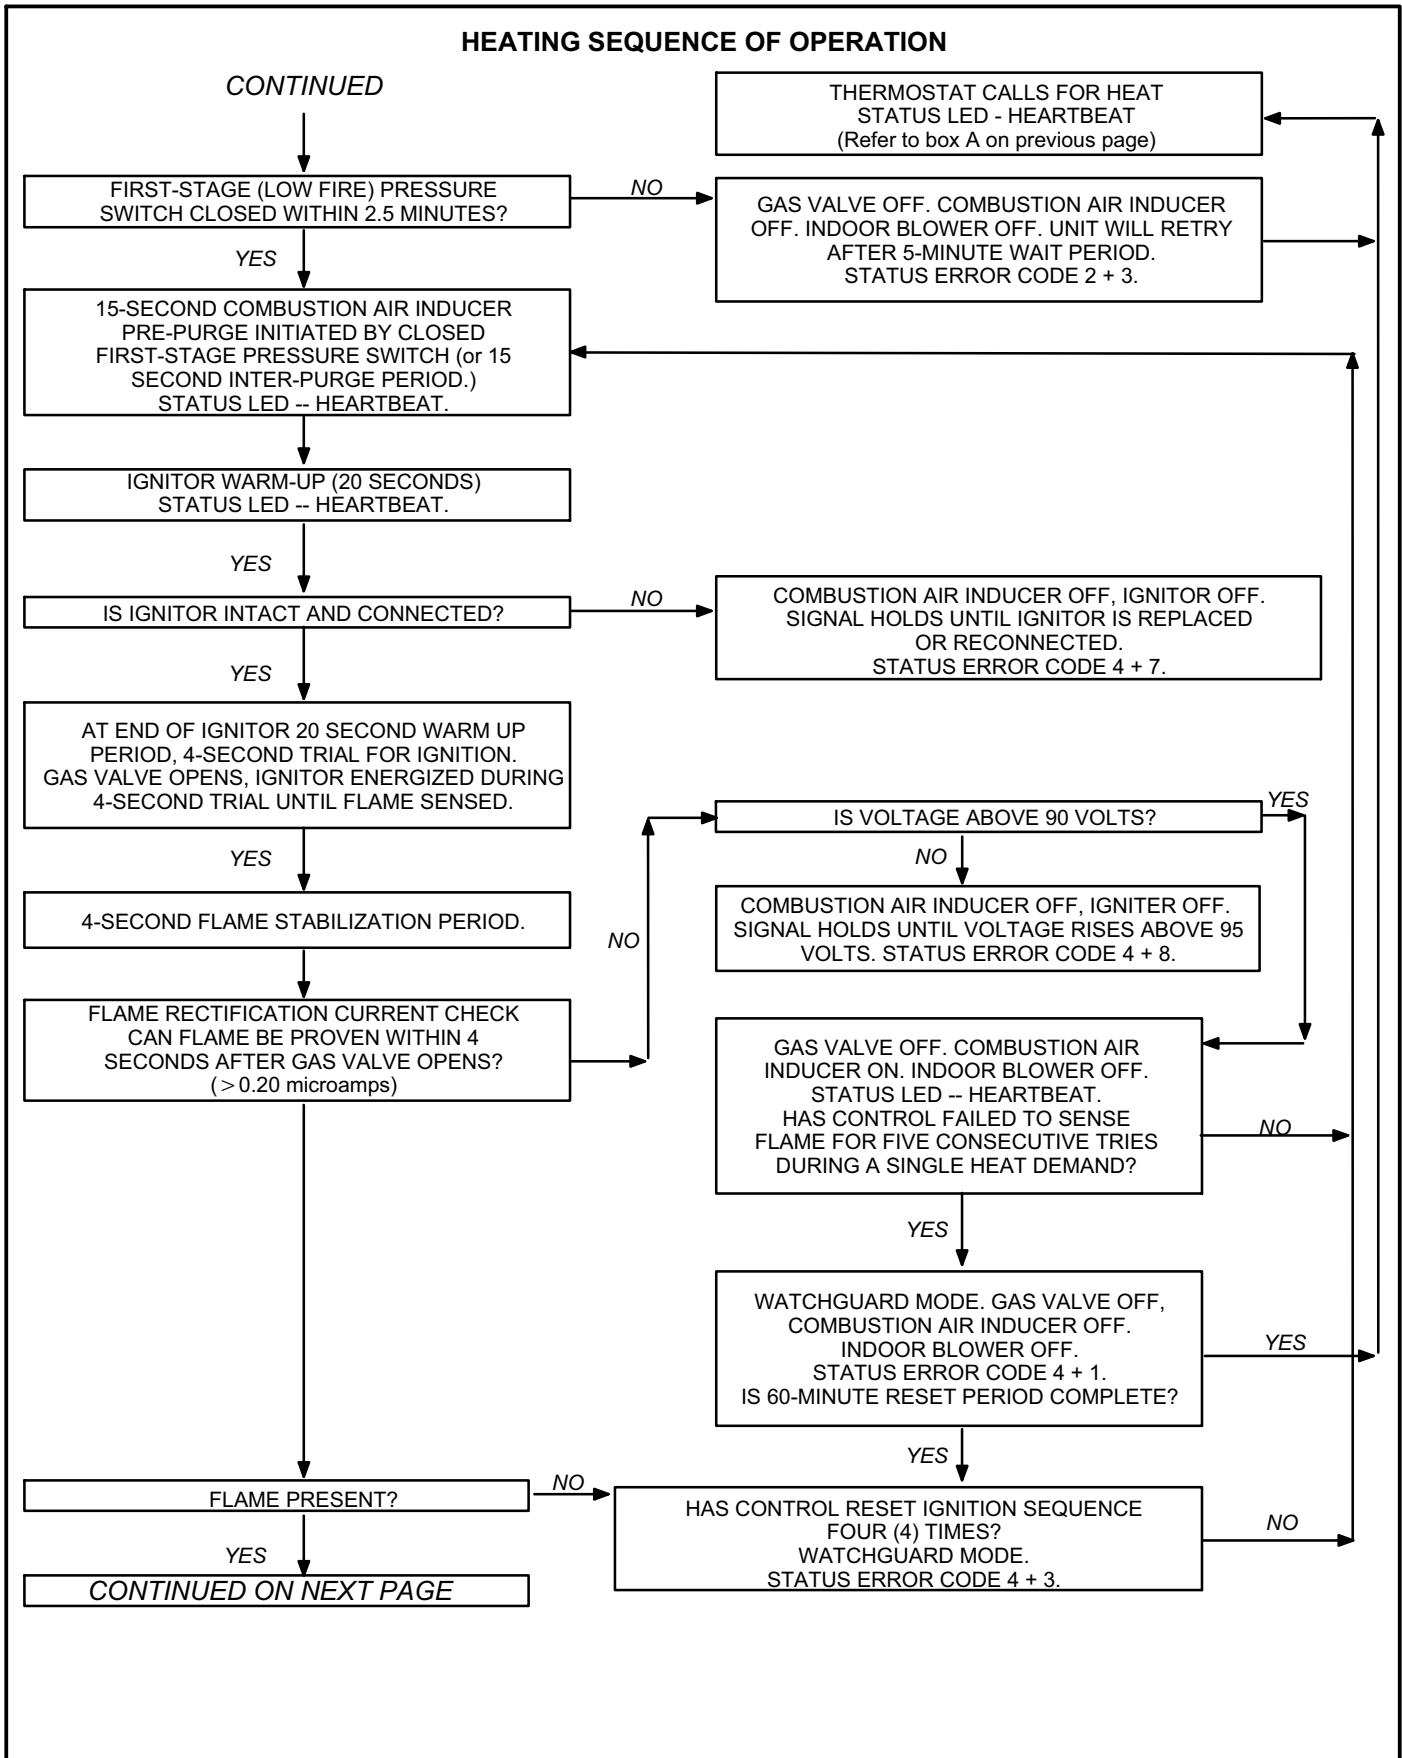 HEATING SEQUENCE OF OPERATION
CONTINUED
THERMOSTAT CALLS FOR HEAT
STATUS LED - HEARTBEAT
(Refer to box A on previous page)
FIRST-STAGE (LOW FIRE) PRESSURE
SWITCH CLOSED WITHIN 2.5 MINUTES?
NO
GAS VALVE OFF. COMBUSTION AIR INDUCER
OFF. INDOOR BLOWER OFF. UNIT WILL RETRY
AFTER 5-MINUTE WAIT PERIOD.
STATUS ERROR CODE 2 + 3.
YES
15-SECOND COMBUSTION AIR INDUCER
PRE-PURGE INITIATED BY CLOSED
FIRST-STAGE PRESSURE SWITCH (or 15
SECOND INTER-PURGE PERIOD.)
STATUS LED -- HEARTBEAT.
IGNITOR WARM-UP (20 SECONDS)
STATUS LED -- HEARTBEAT.
YES
IS IGNITOR INTACT AND CONNECTED?
NO
COMBUSTION AIR INDUCER OFF, IGNITOR OFF.
SIGNAL HOLDS UNTIL IGNITOR IS REPLACED
OR RECONNECTED.
STATUS ERROR CODE 4 + 7.
YES
AT END OF IGNITOR 20 SECOND WARM UP
PERIOD, 4-SECOND TRIAL FOR IGNITION.
GAS VALVE OPENS, IGNITOR ENERGIZED DURING
4-SECOND TRIAL UNTIL FLAME SENSED.
YES
4-SECOND FLAME STABILIZATION PERIOD.
FLAME RECTIFICATION CURRENT CHECK
CAN FLAME BE PROVEN WITHIN 4
SECONDS AFTER GAS VALVE OPENS?
(>0.20 microamps)
NO
IS VOLTAGE ABOVE 90 VOLTS?
YES
NO
COMBUSTION AIR INDUCER OFF, IGNITER OFF.
SIGNAL HOLDS UNTIL VOLTAGE RISES ABOVE 95
VOLTS. STATUS ERROR CODE 4 + 8.
GAS VALVE OFF. COMBUSTION AIR
INDUCER ON. INDOOR BLOWER OFF.
STATUS LED -- HEARTBEAT.
HAS CONTROL FAILED TO SENSE
FLAME FOR FIVE CONSECUTIVE TRIES
DURING A SINGLE HEAT DEMAND?
NO
YES
WATCHGUARD MODE. GAS VALVE OFF,
COMBUSTION AIR INDUCER OFF.
INDOOR BLOWER OFF.
STATUS ERROR CODE 4 + 1.
IS 60-MINUTE RESET PERIOD COMPLETE?
YES
YES
FLAME PRESENT?
NO
HAS CONTROL RESET IGNITION SEQUENCE
FOUR (4) TIMES?
WATCHGUARD MODE.
STATUS ERROR CODE 4 + 3.
NO
YES
CONTINUED ON NEXT PAGE